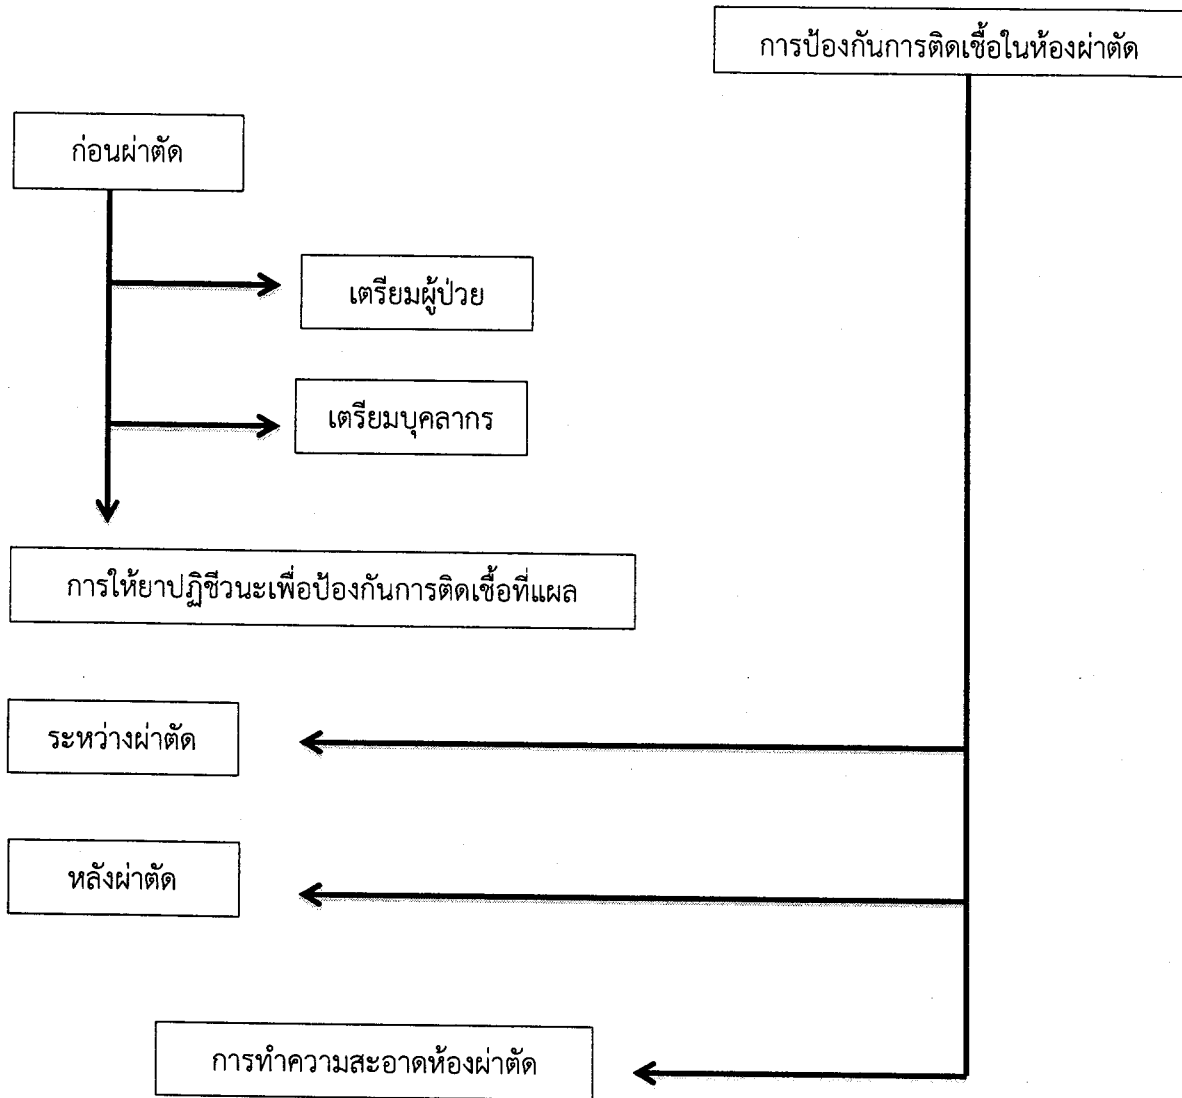 การป้องกันการติดเชื้อในห้องผ่าตัด
ก่อนผ่าตัด
เตรียมผู้ป่วย
เตรียมบุคลากร
การให้ยาปฏิชีวนะเพื่อป้องกันการติดเชื้อที่แผล
ระหว่างผ่าตัด
หลังผ่าตัด
การทำความสะอาดห้องผ่าตัด